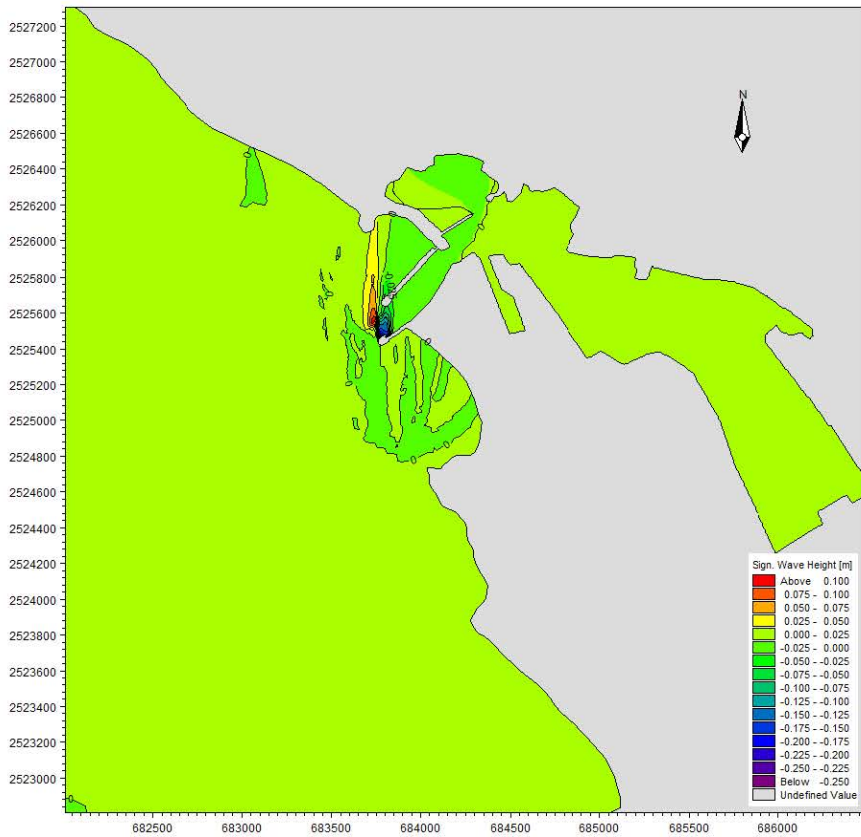 2527200
2527000
2526800
2526600
2526400
2526200
2526000
2525800
2525600
2525400
2525200
2525000
2524800
2524600
2524400
2524200
2524000
2523800
2523600
2523400
2523200
2523000
N
Sign. Wave Height [m]
Above 0.100
0.075 - 0.100
0.050 - 0.075
0.025 - 0.050
0.000 - 0.025
-0.025 - 0.000
-0.050 - -0.025
-0.075 - -0.050
-0.100 - -0.075
-0.125 - -0.100
-0.150 - -0.125
-0.175 - -0.150
-0.200 - -0.175
-0.225 - -0.200
-0.250 - -0.225
Below -0.250
Undefined Value
682500 683000 683500 684000 684500 685000 685500 686000